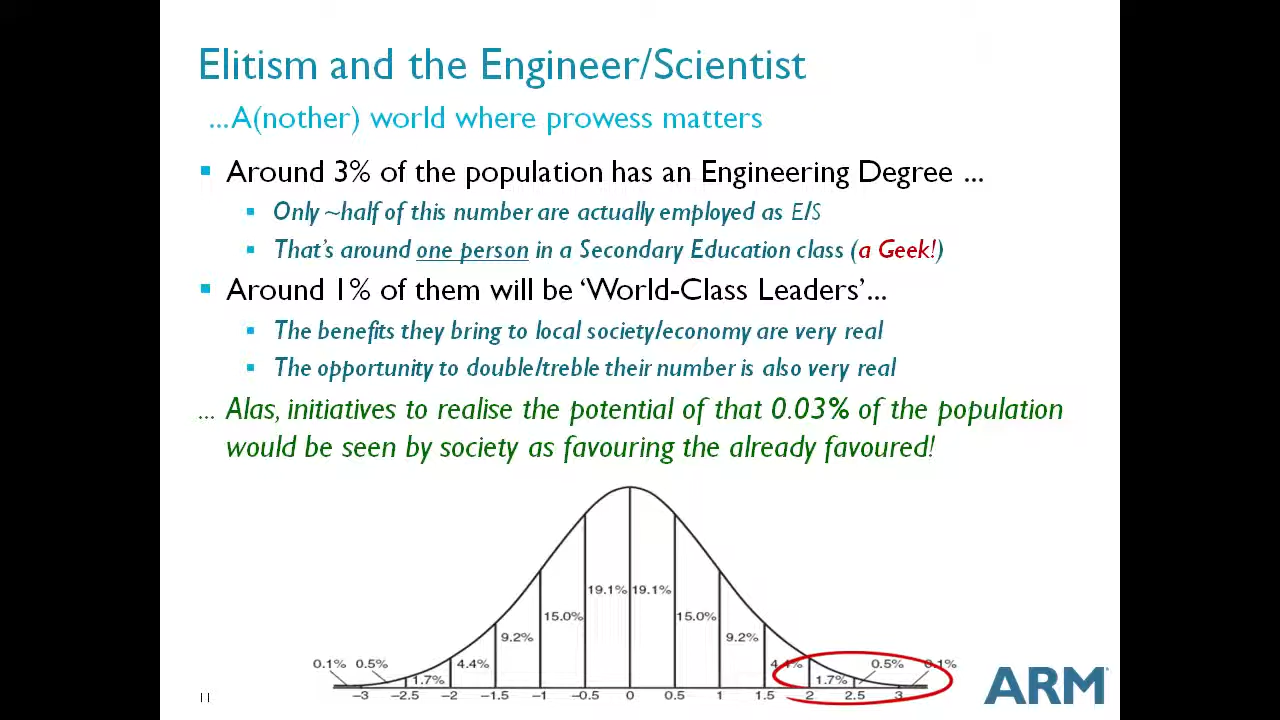 Elitism and the Engineer/Scientist
...A(nother) world where prowess matters
Around 3% of the population has an Engineering Degree ...
Only ~half of this number are actually employed as E/S
That's around one person in a Secondary Education class (a Geek!)
Around 1% of them will be ‘World-Class Leaders’...
The benefits they bring to local society/economy are very real
The opportunity to double/treble their number is also very real
... Alas, initiatives to realise the potential of that 0.03% of the population
would be seen by society as favouring the already favoured!
19.1% 19.1%
15.0% 15.0%
9.2% 9.2%
0.1% 0.5% 4.4% 4.4% 0.5% 0.1%
1.7% 1.7%
−3 −2.5 −2 −1.5 −1 −0.5 0 0.5 1 1.5 2 2.5 3
11
ARM